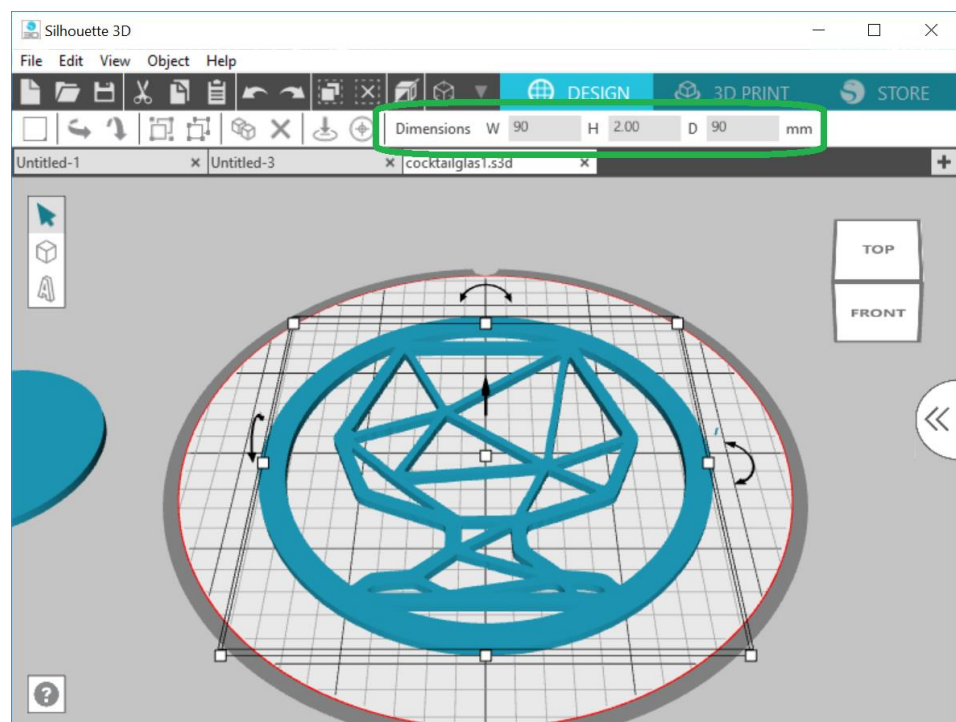 Silhouette 3D
File Edit View Object Help
DESIGN 3D PRINT STORE
Dimensions W 90 H 2.00 D 90 mm
Untitled-1 × Untitled-3 × cocktailglas1.s3d ×
TOP
FRONT